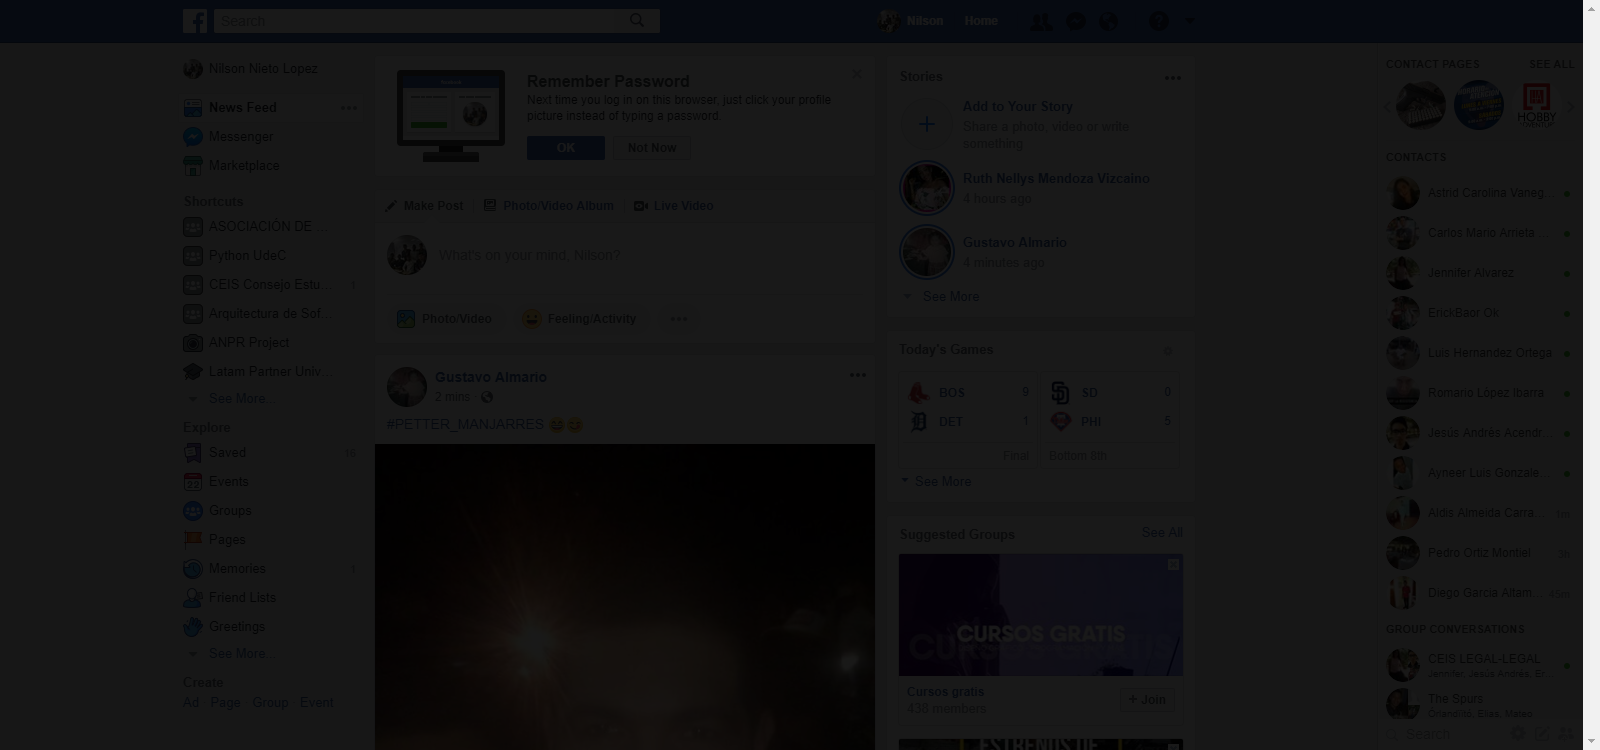 Search
Nilson
Home
Nilson Nieto Lopez
News Feed
Messenger
Marketplace
Shortcuts
ASOCIACIÓN DE ...
Python UdeC
CEIS Consejo Estu... 1
Arquitectura de Sof...
ANPR Project
Latam Partner Univ...
See More...
Explore
Saved 16
Events
Groups
Pages
Memories 1
Friend Lists
Greetings
See More...
Create
Ad Page Group Event
Remember Password
Next time you log in on this browser, just click your profile
picture instead of typing a password.
OK
Not Now
Make Post
Photo/Video Album
Live Video
What's on your mind, Nilson?
Photo/Video
Feeling/Activity
Gustavo Almario
2 mins
#PETTER_MANJARRES
Stories
Add to Your Story
Share a photo, video or write
something
Ruth Nellys Mendoza Vizcaino
4 hours ago
Gustavo Almario
4 minutes ago
See More
Today's Games
BOS 9
DET 1
Final
SD 0
PHI 5
Bottom 8th
See More
Suggested Groups
See All
CURSOS GRATIS
Cursos gratis
438 members
+ Join
ESTRENOS DE
CONTACT PAGES
SEE ALL
HOBBY
CONTACTS
Astrid Carolina Vaneg...
Carlos Mario Arrieta...
Jennifer Alvarez
ErickBaor Ok
Luis Hernandez Ortega
Romario López Ibarra
Jesús Andrés Acendr...
Ayneer Luis Gonzale...
Aldis Almeida Carra...
Pedro Ortiz Montiel
Diego Garcia Altam...
GROUP CONVERSATIONS
CEIS LEGAL-LEGAL
Jennifer, Jesús Andrés, Er...
The Spurs
Search